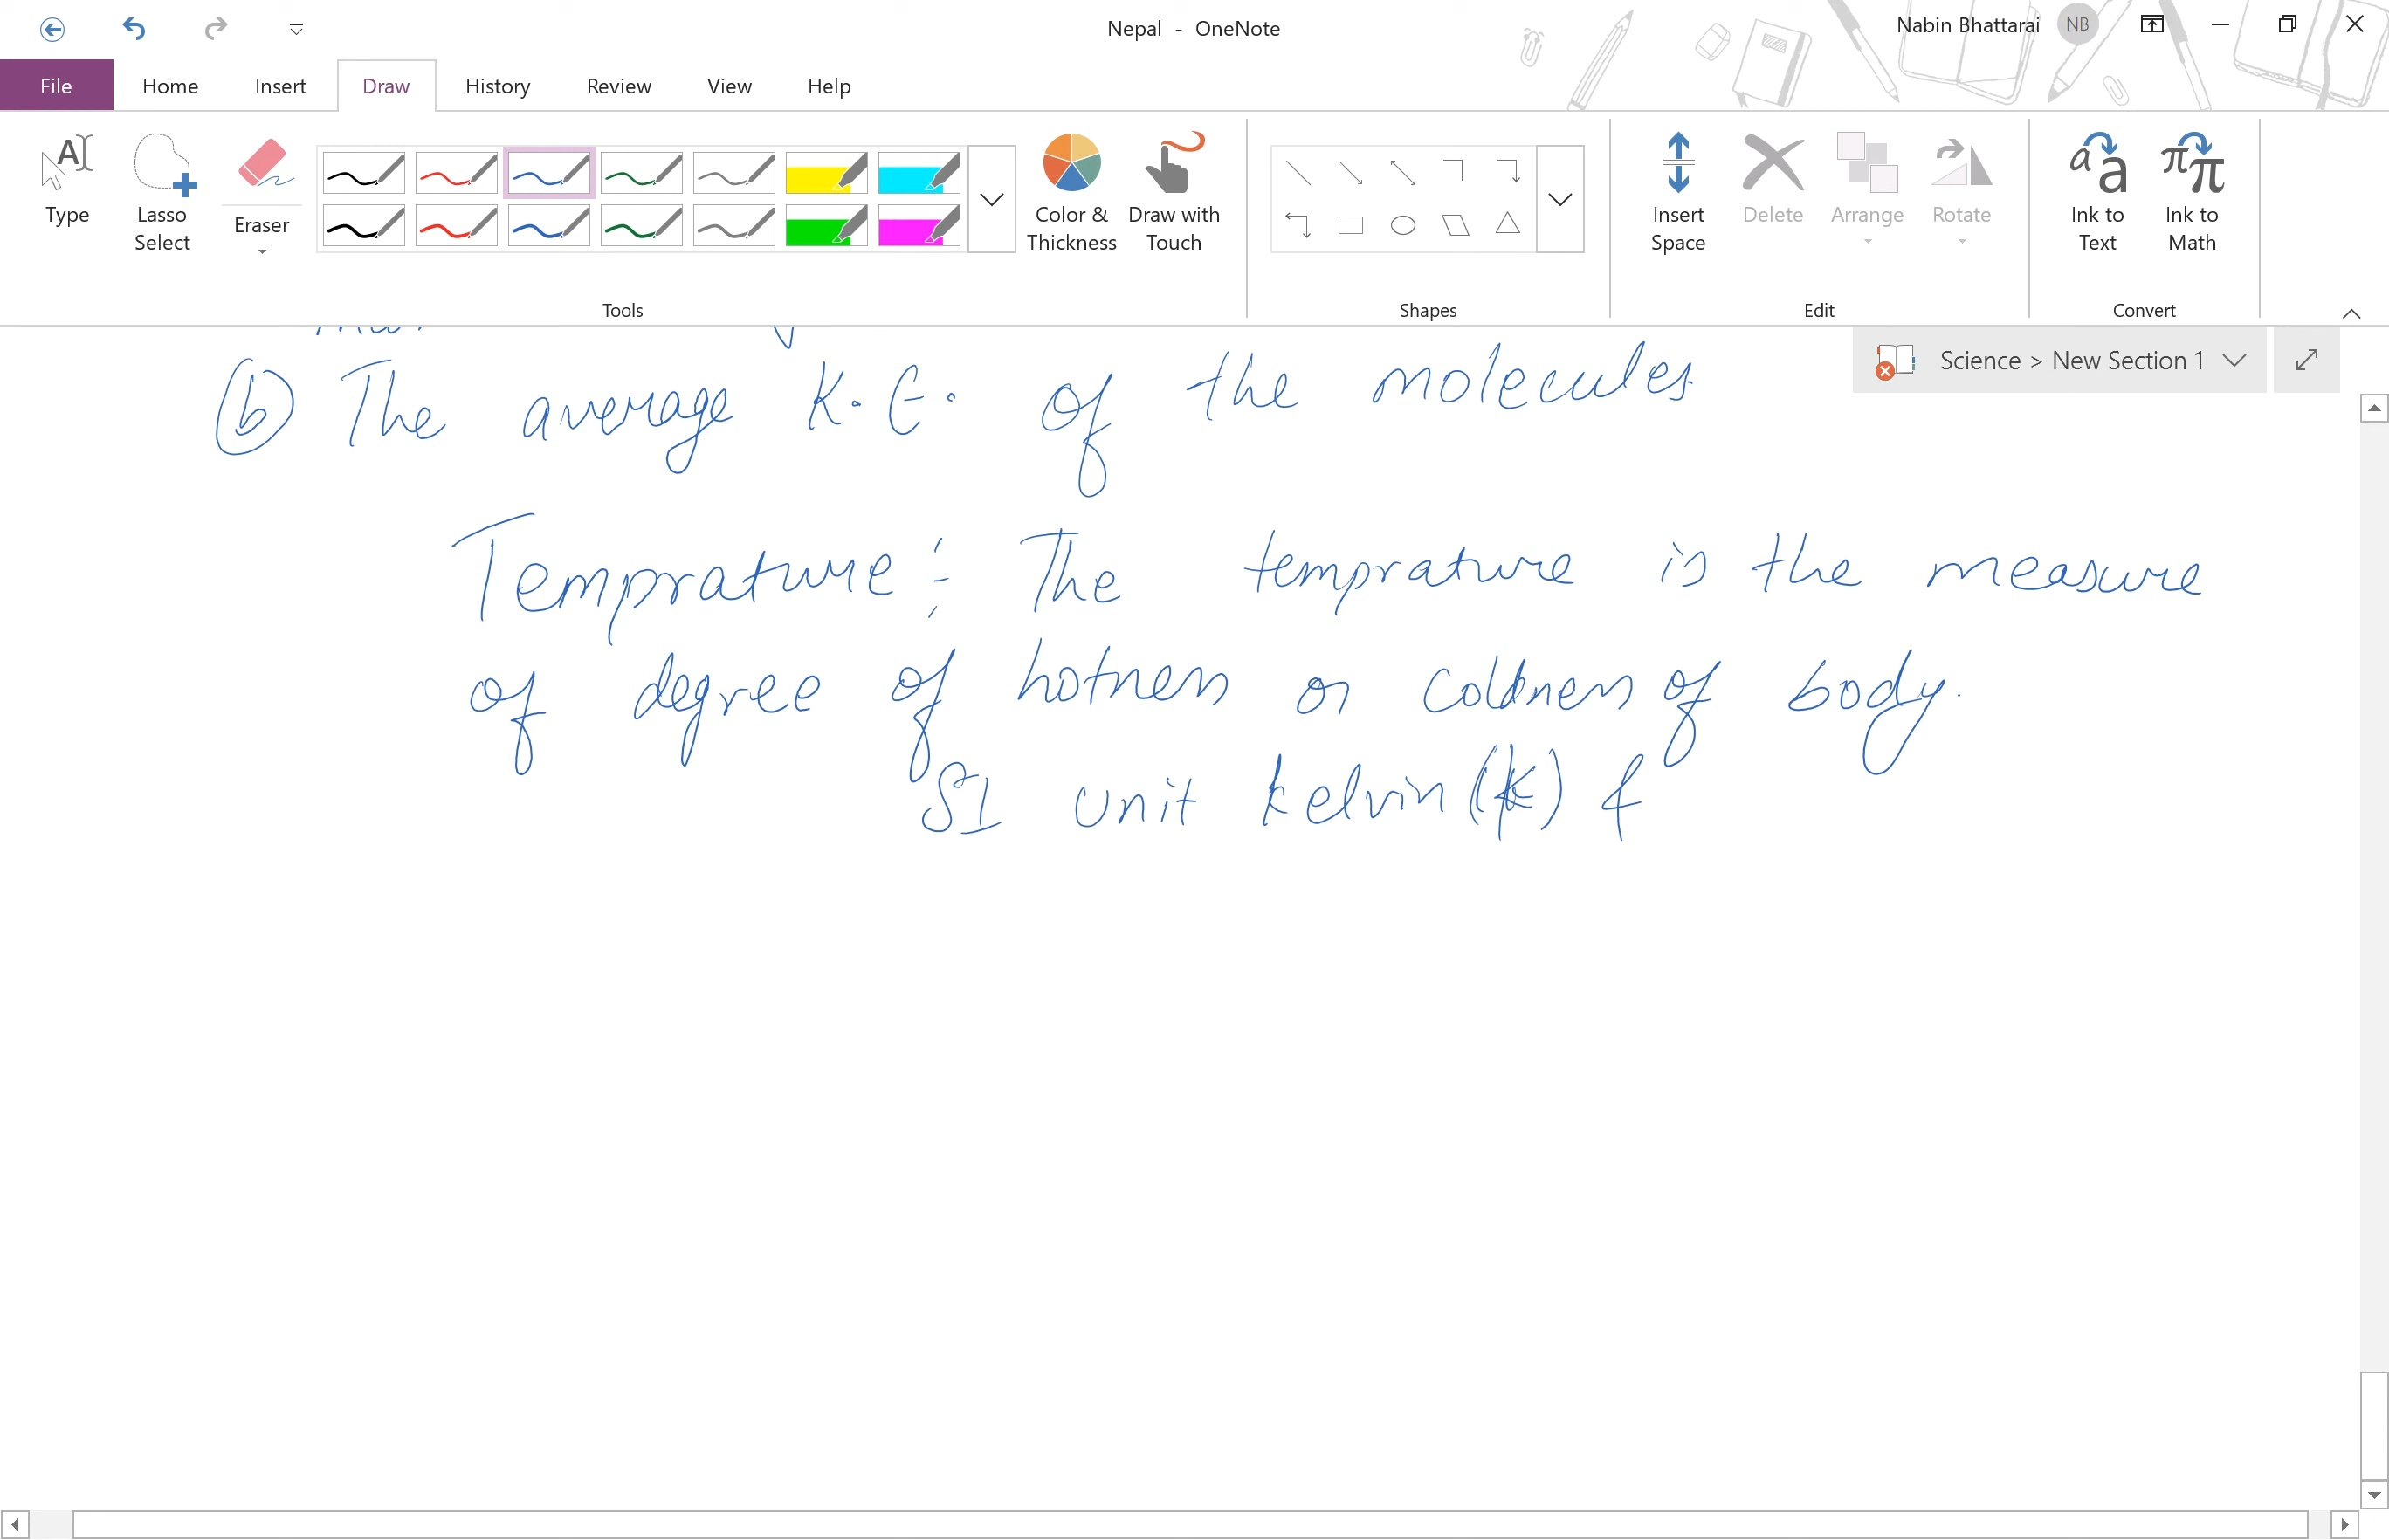 Nepal - OneNote
Nabin Bhattarai NB
File Home Insert Draw History Review View Help
Type
Lasso Select
Eraser
Color & Thickness
Draw with Touch
Insert Space
Delete
Arrange
Rotate
Ink to Text
Ink to Math
Tools Shapes Edit Convert
Science > New Section 1
(b) The average K.E. of the molecules
Temprature : The temprature is the measure
of degree of hotness or coldness of body.
SI unit kelvin (k) f